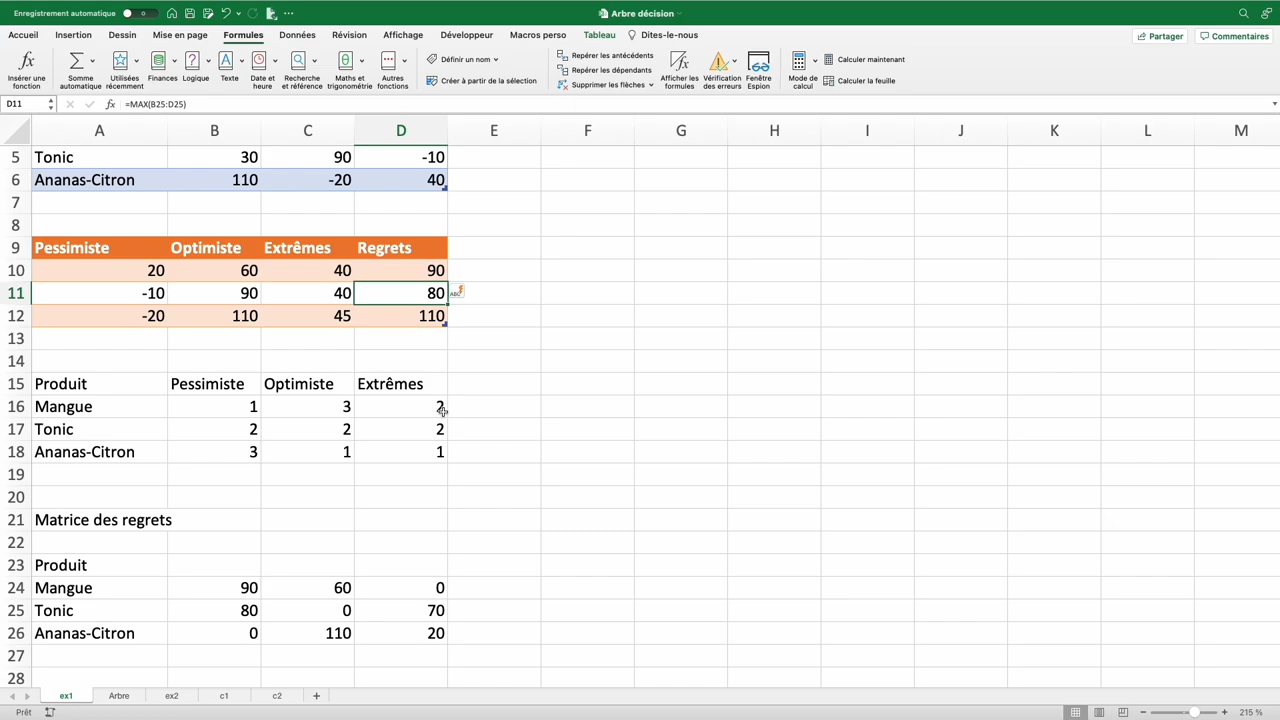 Enregistrement automatique Arbre décision
Accueil Insertion Dessin Mise en page Formules Données Révision Affichage Développeur Macros perso Tableau Dites-le-nous Partager Commentaires
Insérer une fonction
Somme automatique
Utilisées récemment
Finances
Logique
Texte
Date et heure
Recherche et référence
Maths et trigonométrie
Autres fonctions
Définir un nom
Créer à partir de la sélection
Repérer les antécédents
Repérer les dépendants
Supprimer les flèches
Afficher les formules
Vérification des erreurs
Fenêtre Espion
Mode de calcul
Calculer maintenant
Calculer la feuille
D11 fx =MAX(B25:D25)
A B C D E F G H I J K L M
5 Tonic 30 90 -10
6 Ananas-Citron 110 -20 40
7
8
9 Pessimiste Optimiste Extrêmes Regrets
10 20 60 40 90
11 -10 90 40 80
12 -20 110 45 110
13
14
15 Produit Pessimiste Optimiste Extrêmes
16 Mangue 1 3 2
17 Tonic 2 2 2
18 Ananas-Citron 3 1 1
19
20
21 Matrice des regrets
22
23 Produit
24 Mangue 90 60 0
25 Tonic 80 0 70
26 Ananas-Citron 0 110 20
27
28
ex1 Arbre ex2 c1 c2
Prêt 215 %